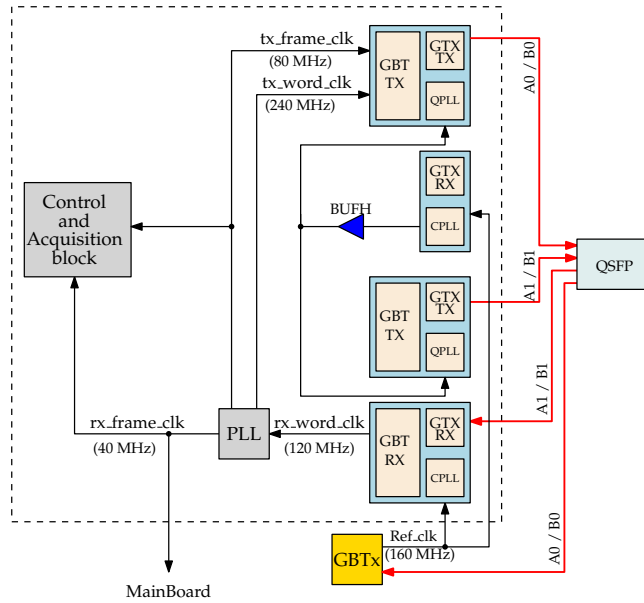 tx_frame_clk
(80 MHz)
tx_word_clk
(240 MHz)
GBT
TX
GTX
TX
QPLL
A0 / B0
GTX
RX
CPLL
BUFH
Control
and
Acquisition
block
QSFP
GBT
TX
GTX
TX
QPLL
A1 / B1
A1 / B1
rx_frame_clk
(40 MHz)
PLL
rx_word_clk
(120 MHz)
GBT
RX
GTX
RX
CPLL
A0 / B0
GBTx
Ref_clk
(160 MHz)
MainBoard